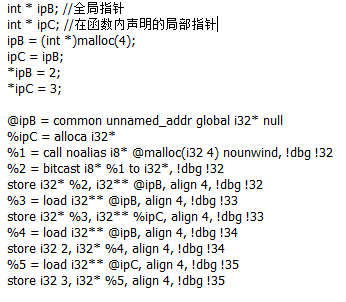 int * ipB; //全局指针
int * ipC; //在函数内声明的局部指针
ipB = (int *)malloc(4);
ipC = ipB;
*ipB = 2;
*ipC = 3;
@ipB = common unnamed_addr global i32* null
%ipC = alloca i32*
%1 = call noalias i8* @malloc(i32 4) nounwind, !dbg !32
%2 = bitcast i8* %1 to i32*, !dbg !32
store i32* %2, i32** @ipB, align 4, !dbg !32
%3 = load i32** @ipB, align 4, !dbg !33
store i32* %3, i32** %ipC, align 4, !dbg !33
%4 = load i32** @ipB, align 4, !dbg !34
store i32 2, i32* %4, align 4, !dbg !34
%5 = load i32** @ipC, align 4, !dbg !35
store i32 3, i32* %5, align 4, !dbg !35